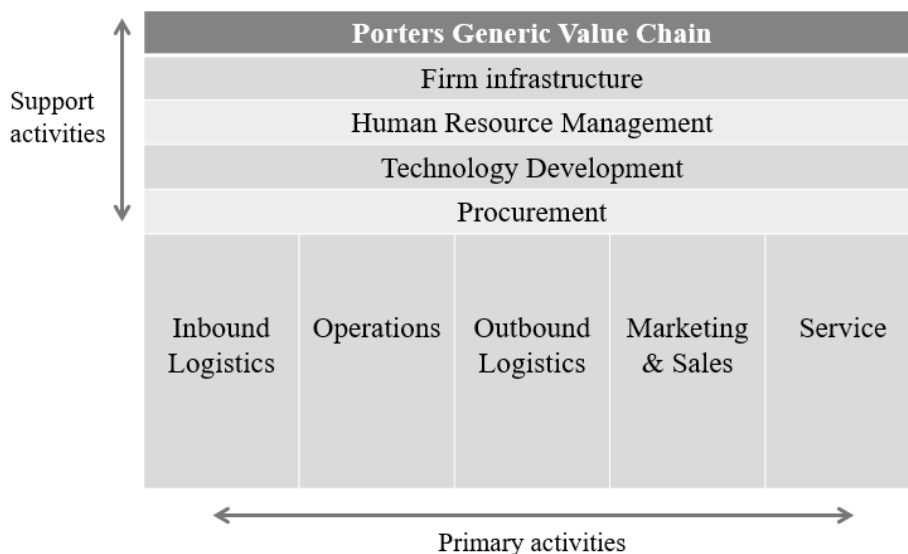 Porters Generic Value Chain
Support
activities
Firm infrastructure
Human Resource Management
Technology Development
Procurement
Inbound
Logistics
Operations
Outbound
Logistics
Marketing
& Sales
Service
Primary activities